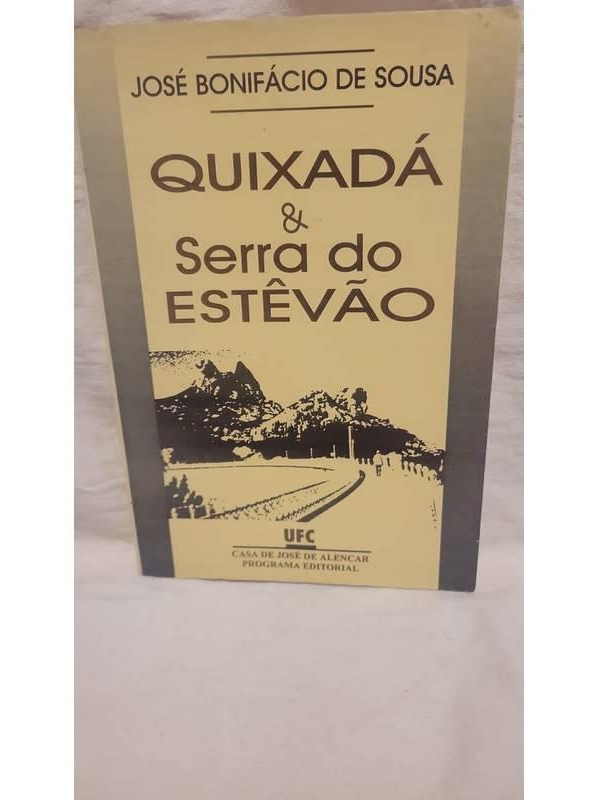 JOSÉ BONIFÁCIO DE SOUSA
QUIXADÁ
&
Serra do
ESTÊVÃO
UFC
CASA DE JOSÉ DE ALENCAR
PROGRAMA EDITORIAL